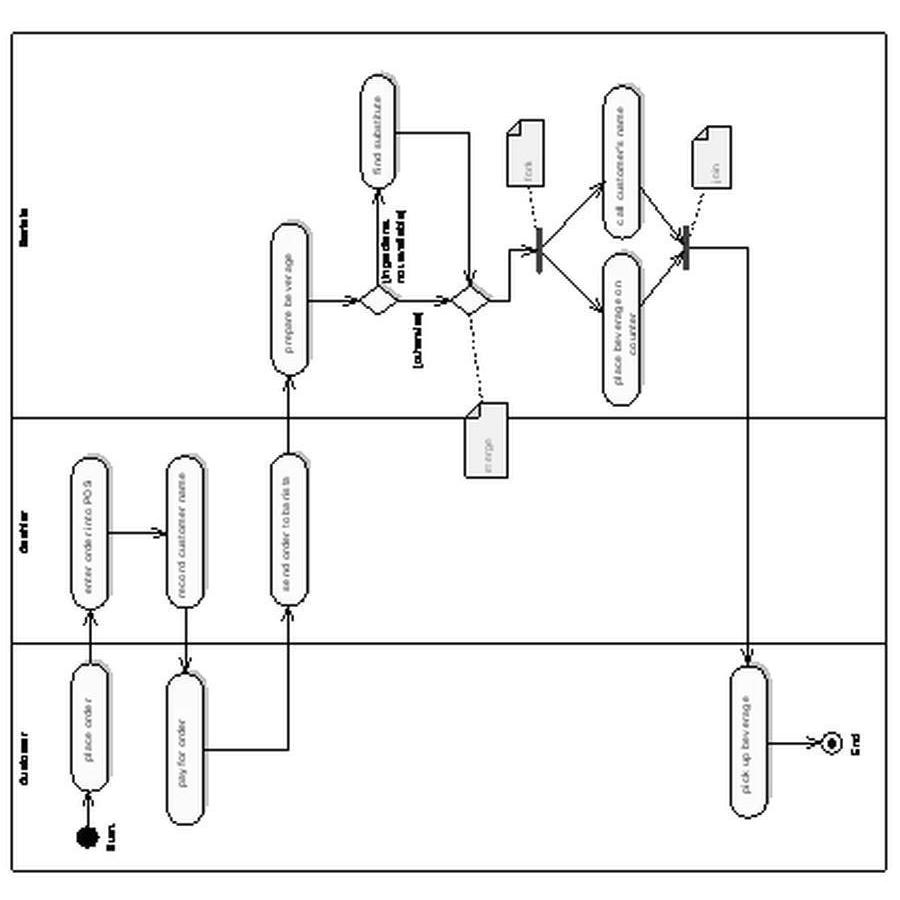 Customer
Cashier
Barista
Start
place order
enter order into POS
record customer name
pay for order
send order to barista
prepare beverage
find substitute
[ingredients
not available]
[otherwise]
merge
fork
place beverage on
counter
call customer's name
join
pick up beverage
End